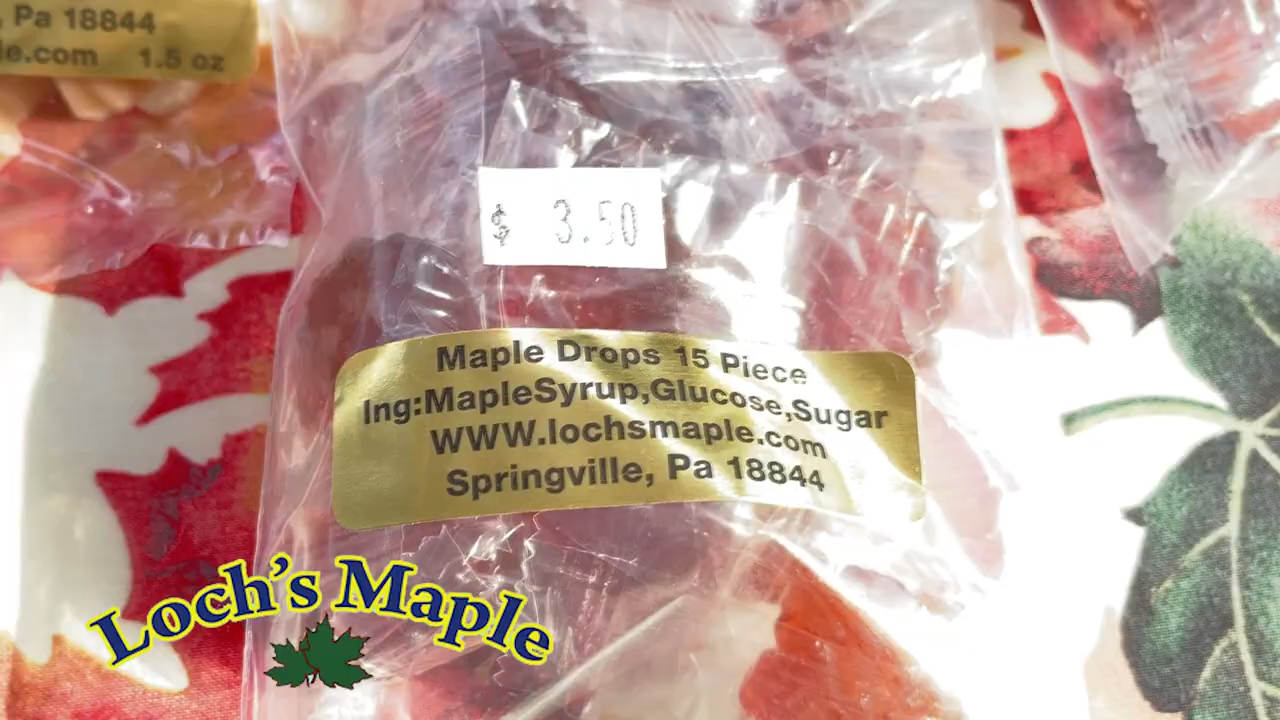 , Pa 18844
le.com 1.5 oz
$ 3.50
Maple Drops 15 Piece
Ing:MapleSyrup,Glucose,Sugar
WWW.lochsmaple.com
Springville, Pa 18844
Loch's Maple